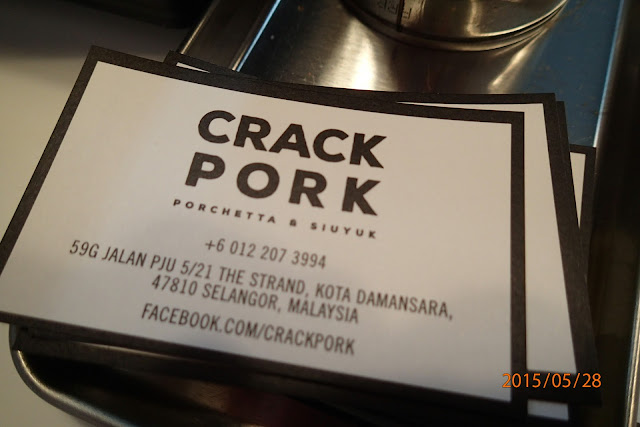 CRACK
PORK
PORCHETTA & SIUYUK
+6 012 207 3994
59G JALAN PJU 5/21 THE STRAND, KOTA DAMANSARA,
47810 SELANGOR, MALAYSIA
FACEBOOK.COM/CRACKPORK
2015/05/28